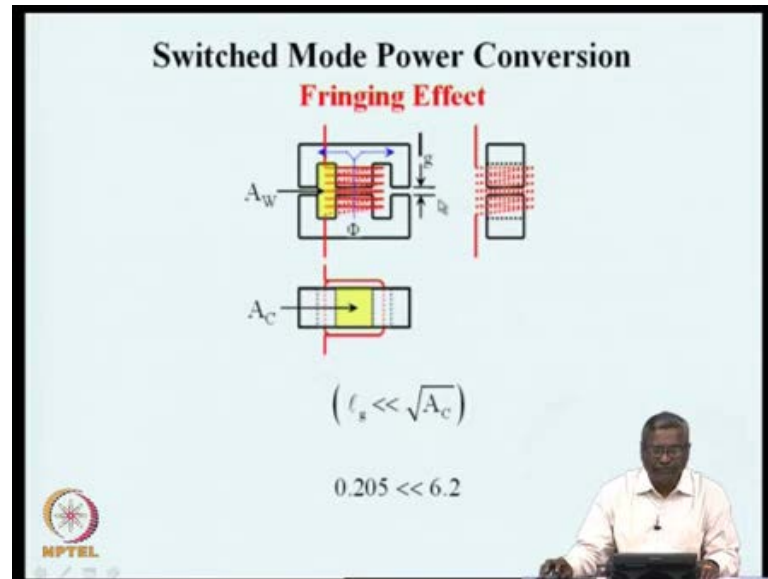 Switched Mode Power Conversion
Fringing Effect
A_W
Φ
A_C
( ℓ_g << √A_C )
0.205 << 6.2
NPTEL